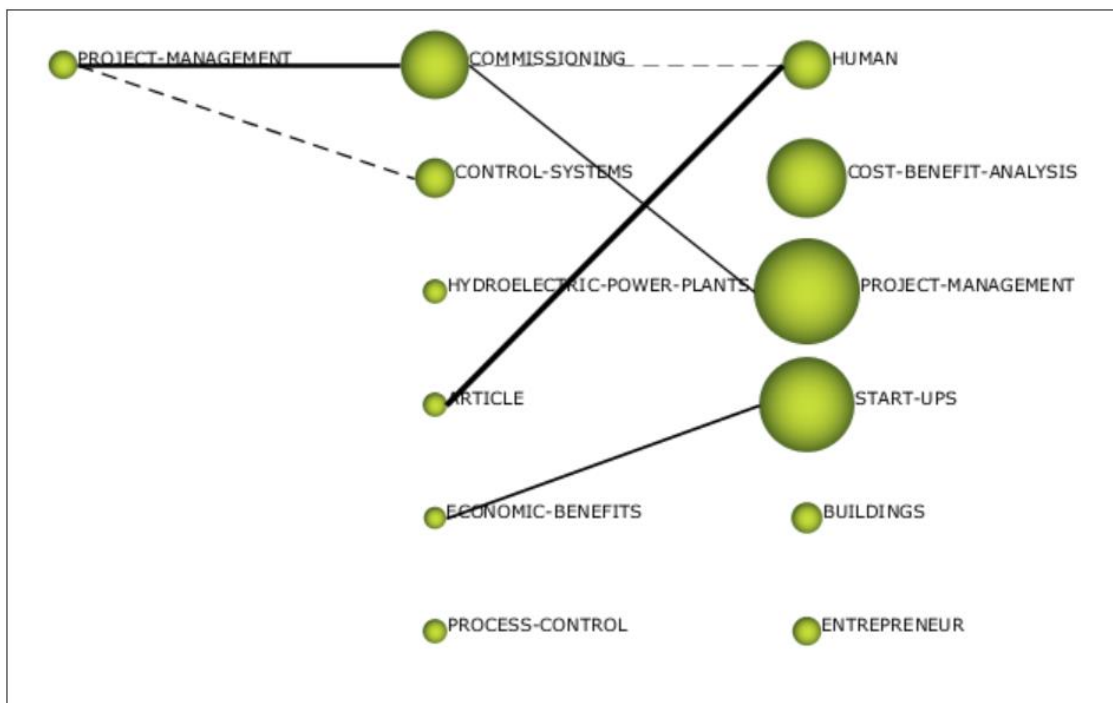 PROJECT-MANAGEMENT
COMMISSIONING
HUMAN
CONTROL-SYSTEMS
COST-BENEFIT-ANALYSIS
HYDROELECTRIC-POWER-PLANTS
PROJECT-MANAGEMENT
ARTICLE
START-UPS
ECONOMIC-BENEFITS
BUILDINGS
PROCESS-CONTROL
ENTREPRENEUR